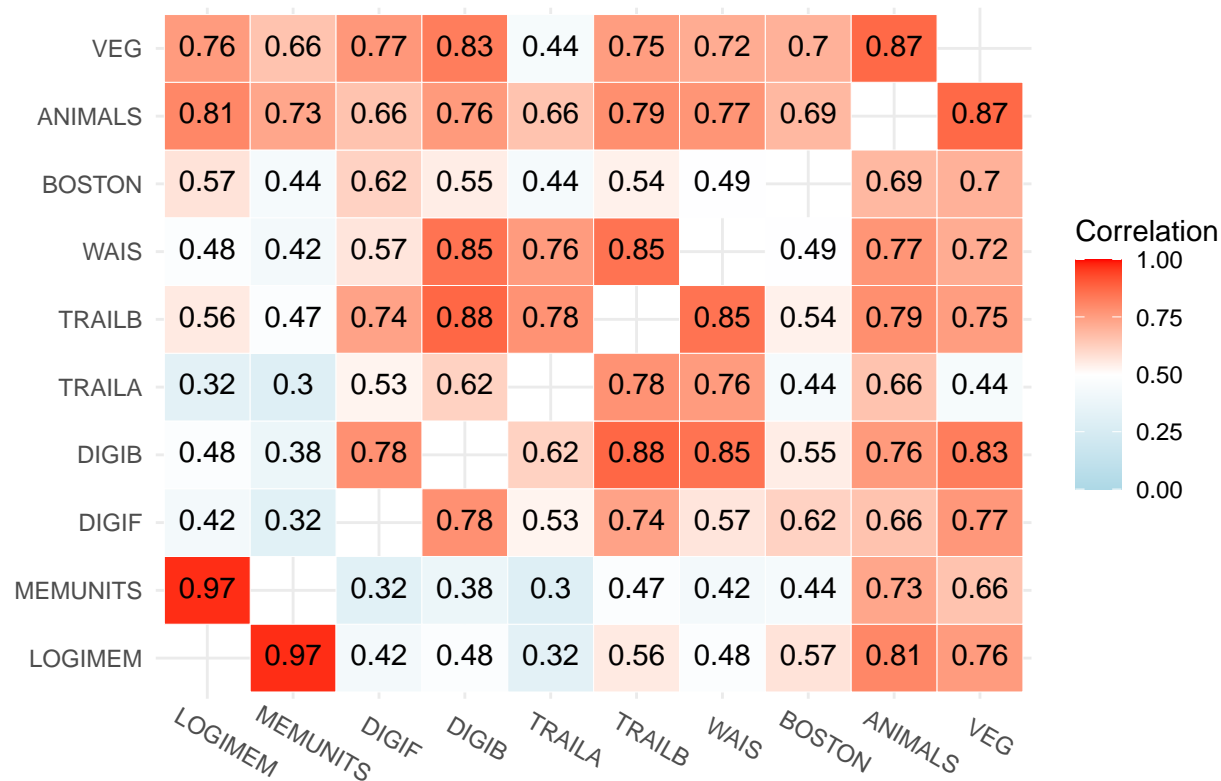 VEG 0.76 0.66 0.77 0.83 0.44 0.75 0.72 0.7 0.87
ANIMALS 0.81 0.73 0.66 0.76 0.66 0.79 0.77 0.69 0.87
BOSTON 0.57 0.44 0.62 0.55 0.44 0.54 0.49 0.69 0.7
WAIS 0.48 0.42 0.57 0.85 0.76 0.85 0.49 0.77 0.72
TRAILB 0.56 0.47 0.74 0.88 0.78 0.85 0.54 0.79 0.75
TRAILA 0.32 0.3 0.53 0.62 0.78 0.76 0.44 0.66 0.44
DIGIB 0.48 0.38 0.78 0.62 0.88 0.85 0.55 0.76 0.83
DIGIF 0.42 0.32 0.78 0.53 0.74 0.57 0.62 0.66 0.77
MEMUNITS 0.97 0.32 0.38 0.3 0.47 0.42 0.44 0.73 0.66
LOGIMEM 0.97 0.42 0.48 0.32 0.56 0.48 0.57 0.81 0.76
LOGIMEM MEMUNITS DIGIF DIGIB TRAILA TRAILB WAIS BOSTON ANIMALS VEG
Correlation
1.00
0.75
0.50
0.25
0.00